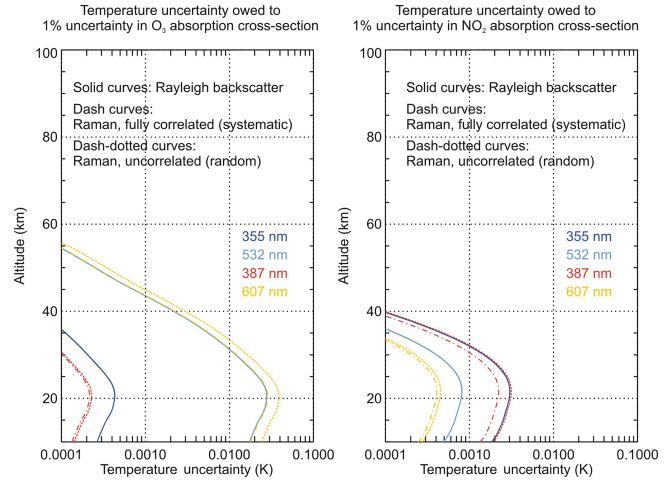 Temperature uncertainty owed to
1% uncertainty in O₃ absorption cross-section
100
80
60
40
20
Altitude (km)
Solid curves: Rayleigh backscatter
Dash curves:
Raman, fully correlated (systematic)
Dash-dotted curves:
Raman, uncorrelated (random)
355 nm
532 nm
387 nm
607 nm
0.0001
0.0010
0.0100
0.1000
Temperature uncertainty (K)
Temperature uncertainty owed to
1% uncertainty in NO₂ absorption cross-section
100
80
60
40
20
Altitude (km)
Solid curves: Rayleigh backscatter
Dash curves:
Raman, fully correlated (systematic)
Dash-dotted curves:
Raman, uncorrelated (random)
355 nm
532 nm
387 nm
607 nm
0.0001
0.0010
0.0100
0.1000
Temperature uncertainty (K)